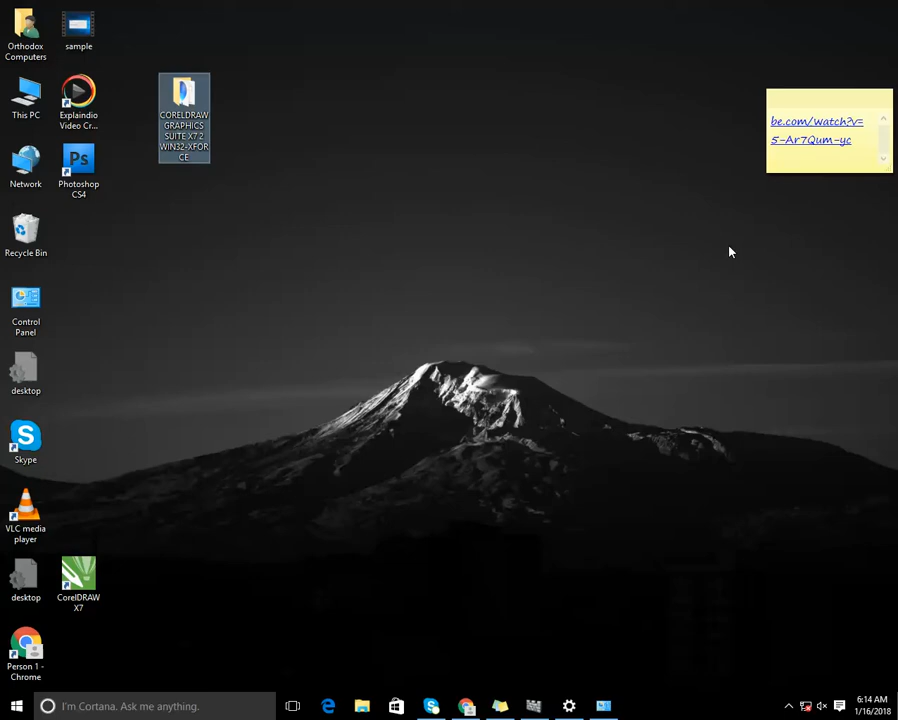 Orthodox
Computers
sample
This PC
Explaindio
Video Cr...
CORELDRAW
GRAPHICS
SUITE X7.2
WIN32-XFOR
CE
be.com/watch?v=
5-Ar7Qum-yc
Network
Ps
Photoshop
CS4
Recycle Bin
Control
Panel
desktop
Skype
VLC media
player
desktop
CorelDRAW
X7
Person 1 -
Chrome
I'm Cortana. Ask me anything.
6:14 AM
1/16/2018